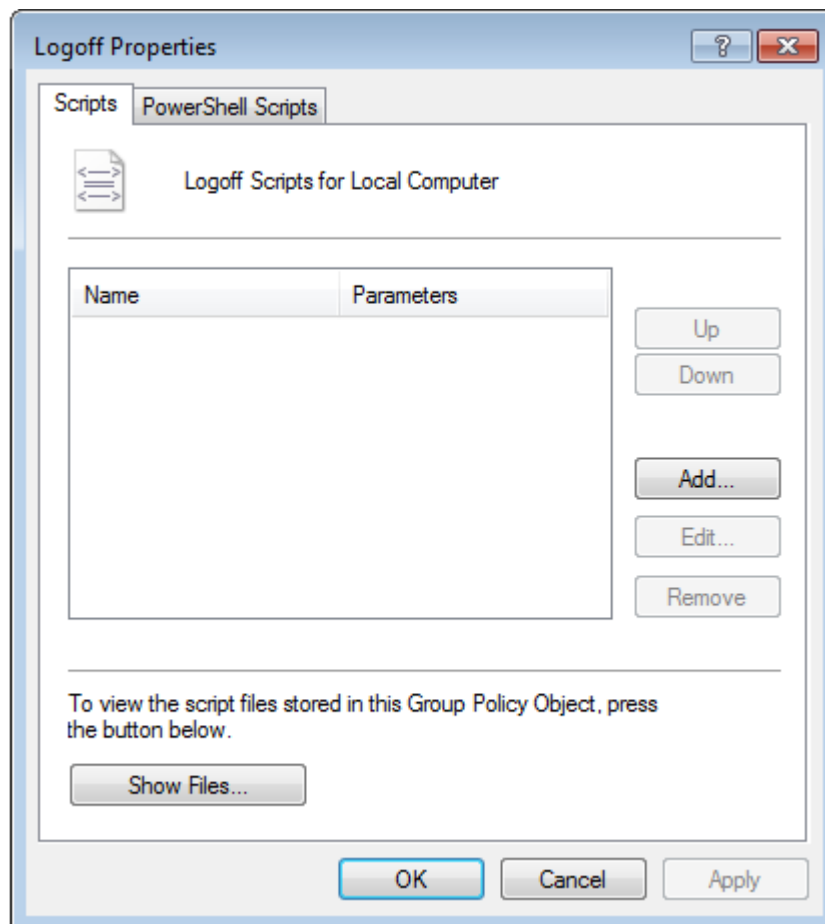 Logoff Properties
Scripts
PowerShell Scripts
Logoff Scripts for Local Computer
Name
Parameters
Up
Down
Add...
Edit...
Remove
To view the script files stored in this Group Policy Object, press
the button below.
Show Files...
OK
Cancel
Apply